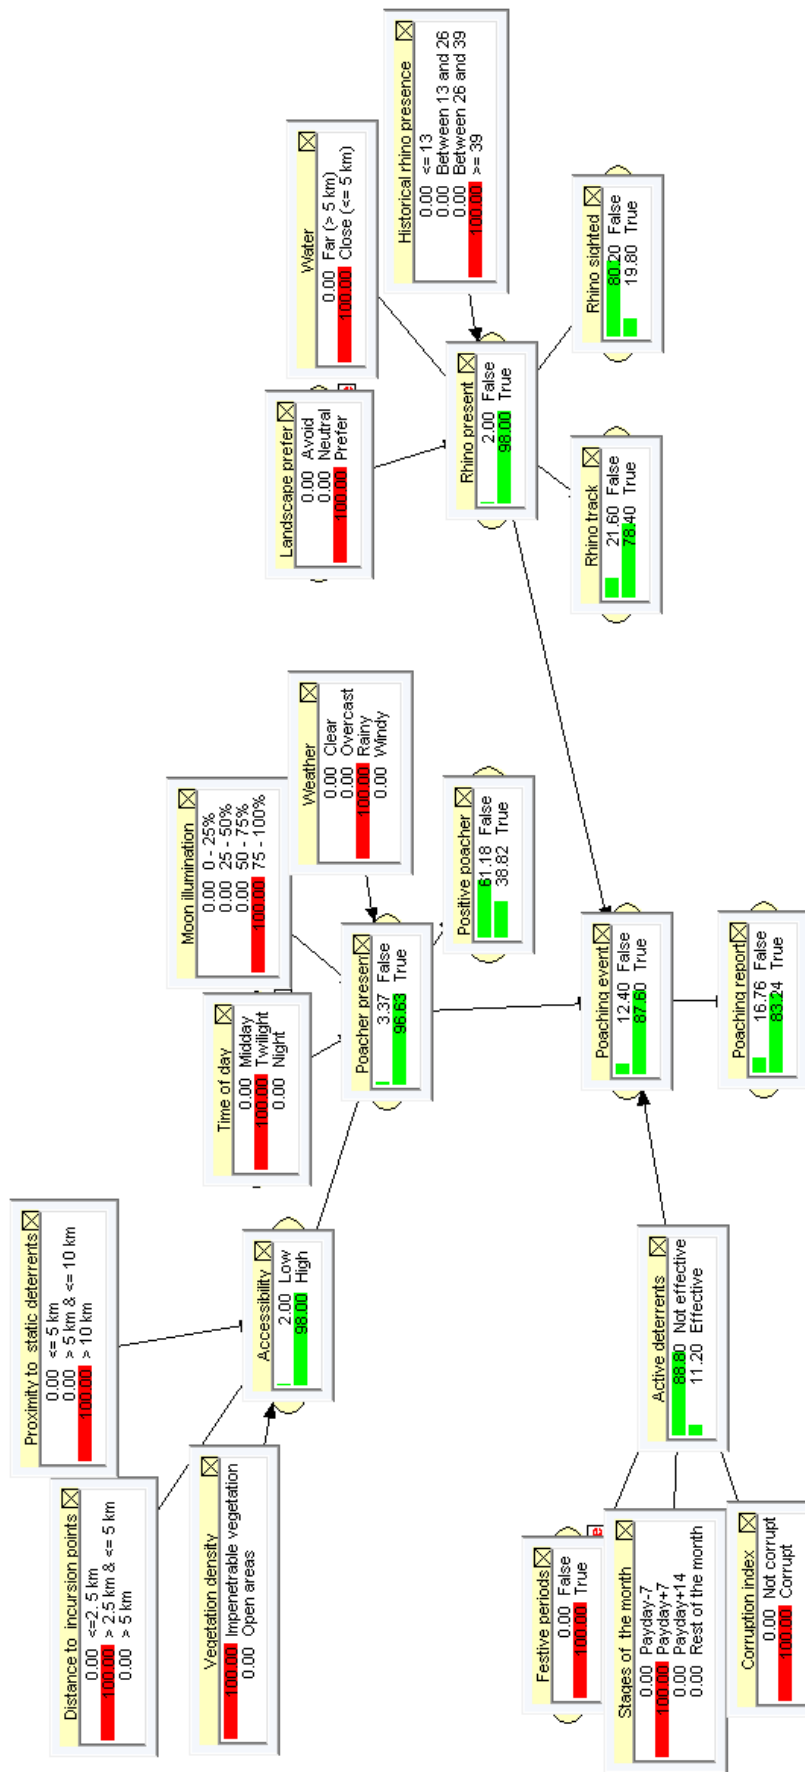 Proximity to static deterrents
0.00 <=5 km
0.00 > 5 km & <= 10 km
100.00 > 10 km
Distance to incursion points
0.00 <=2. 5 km
100.00 > 2.5 km & <= 5 km
0.00 > 5 km
Vegetation density
100.00 Impenetrable vegetation
0.00 Open areas
Accessibility
2.00 Low
98.00 High
Time of day
0.00 Midday
100.00 Twilight
0.00 Night
Moon illumination
0.00 0 - 25%
0.00 25 - 50%
0.00 50 - 75%
100.00 75 - 100%
Weather
0.00 Clear
0.00 Overcast
100.00 Rainy
0.00 Windy
Poacher present
3.37 False
96.63 True
Positive poacher
61.18 False
38.82 True
Landscape prefer
0.00 Avoid
0.00 Neutral
100.00 Prefer
e
Water
0.00 Far (> 5 km)
100.00 Close (<= 5 km)
Historical rhino presence
0.00 <= 13
0.00 Between 13 and 26
0.00 Between 26 and 39
100.00 >= 39
Rhino present
2.00 False
98.00 True
Rhino track
21.60 False
78.40 True
Rhino sighted
80.20 False
19.80 True
Festive periods
0.00 False
100.00 True
e
Stages of the month
0.00 Payday-7
100.00 Payday+7
0.00 Payday+14
0.00 Rest of the month
Corruption index
0.00 Not corrupt
100.00 Corrupt
Active deterrents
88.80 Not effective
11.20 Effective
Poaching event
12.40 False
87.60 True
Poaching report
16.76 False
83.24 True